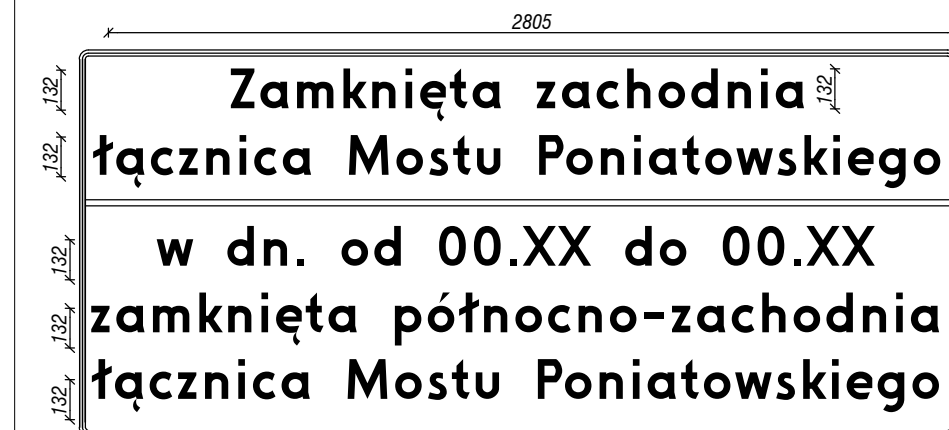 2805
132 Zamknięta zachodnia 132
132 łącznica Mostu Poniatowskiego
132 w dn. od 00.XX do 00.XX
132 zamknięta północno-zachodnia
132 łącznica Mostu Poniatowskiego